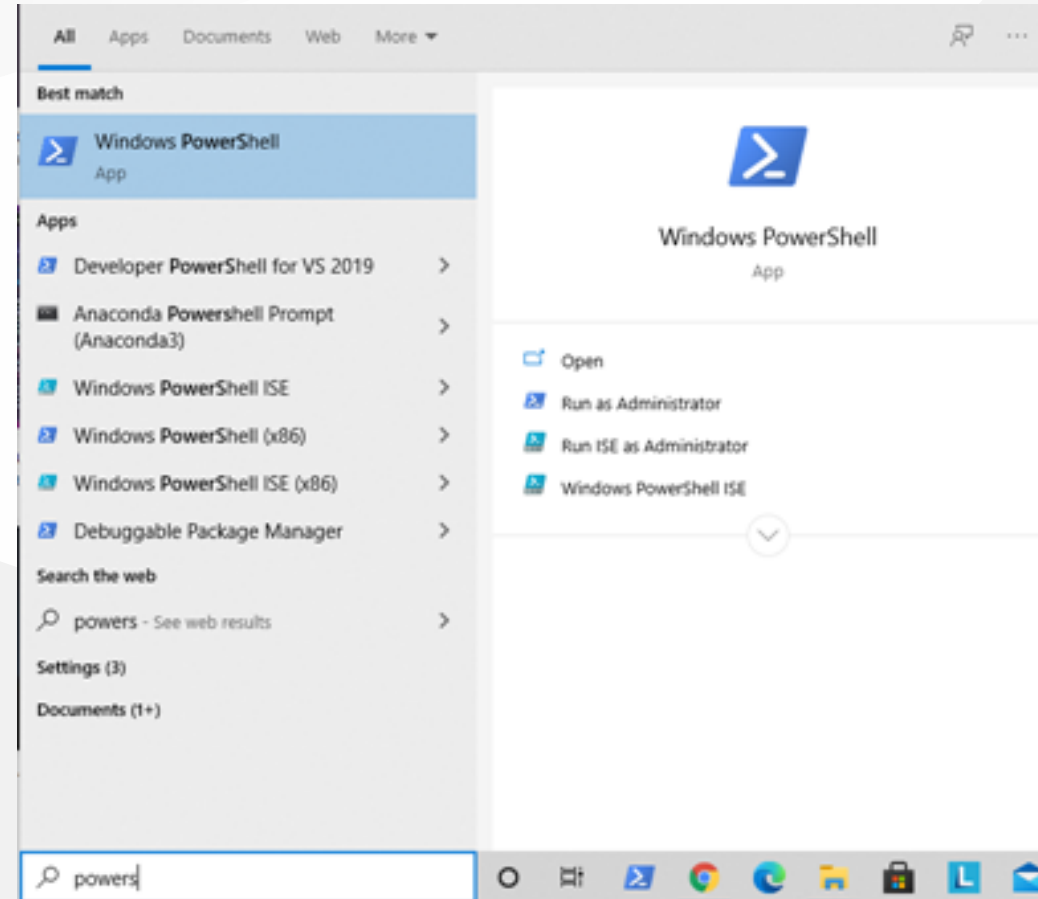 All Apps Documents Web More
Best match
Windows PowerShell
App
Apps
Developer PowerShell for VS 2019
Anaconda Powershell Prompt
(Anaconda3)
Windows PowerShell ISE
Windows PowerShell (x86)
Windows PowerShell ISE (x86)
Debuggable Package Manager
Search the web
powers - See web results
Settings (3)
Documents (1+)
powers
Windows PowerShell
App
Open
Run as Administrator
Run ISE as Administrator
Windows PowerShell ISE
L